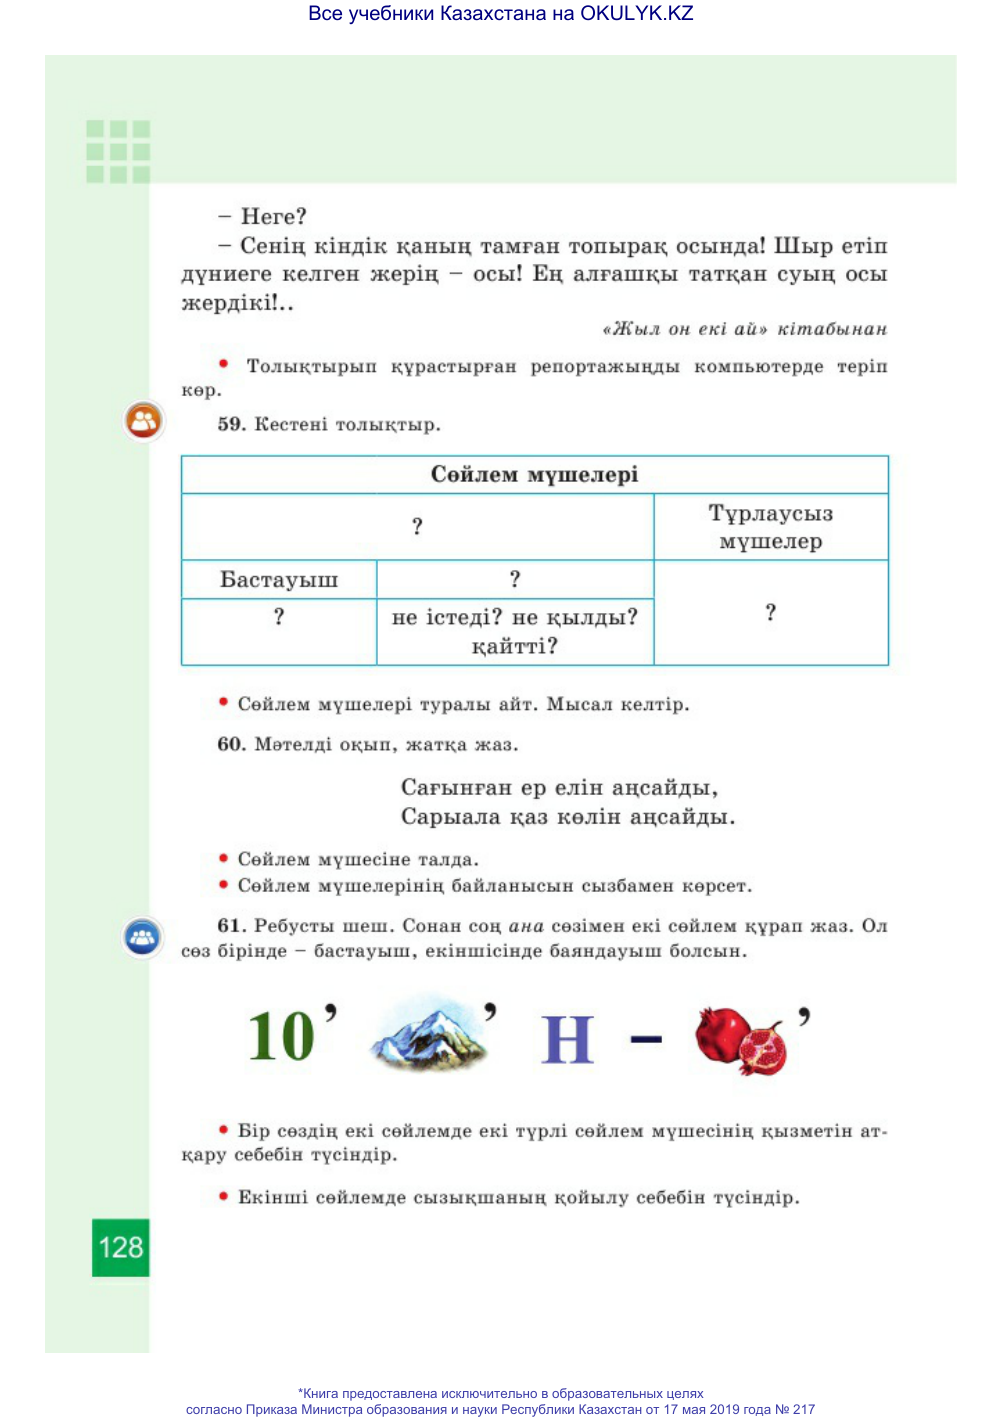 Все учебники Казахстана на OKULYK.KZ
– Неге?
– Сенің кіндік қаның тамған топырақ осында! Шыр етіп
дүниеге келген жерің – осы! Ең алғашқы татқан суың осы
жердікі!..
«Жыл он екі ай» кітабынан
• Толықтырып құрастырған репортажыңды компьютерде теріп
көр.
59. Кестені толықтыр.
Сөйлем мүшелері
? Тұрлаусыз
мүшелер
Бастауыш ?
? не істеді? не қылды? ?
қайтті?
• Сөйлем мүшелері туралы айт. Мысал келтір.
60. Мәтелді оқып, жатқа жаз.
Сағынған ер елін аңсайды,
Сарыала қаз көлін аңсайды.
• Сөйлем мүшесіне талда.
• Сөйлем мүшелерінің байланысын сызбамен көрсет.
61. Ребусты шеш. Сонан соң ана сөзімен екі сөйлем құрап жаз. Ол
сөз бірінде – бастауыш, екіншісінде баяндауыш болсын.
10 ’ ’ Н – ’
• Бір сөздің екі сөйлемде екі түрлі сөйлем мүшесінің қызметін ат-
қару себебін түсіндір.
• Екінші сөйлемде сызықшаның қойылу себебін түсіндір.
128
*Книга предоставлена исключительно в образовательных целях
согласно Приказа Министра образования и науки Республики Казахстан от 17 мая 2019 года № 217